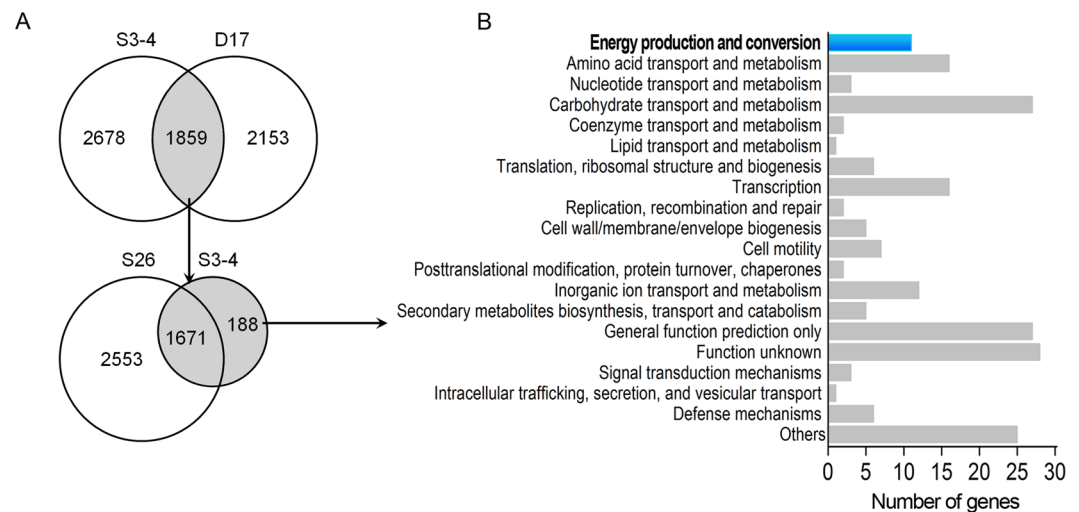 A
S3-4 D17
2678 1859 2153
S26 S3-4
2553 1671 188
B
Energy production and conversion
Amino acid transport and metabolism
Nucleotide transport and metabolism
Carbohydrate transport and metabolism
Coenzyme transport and metabolism
Lipid transport and metabolism
Translation, ribosomal structure and biogenesis
Transcription
Replication, recombination and repair
Cell wall/membrane/envelope biogenesis
Cell motility
Posttranslational modification, protein turnover, chaperones
Inorganic ion transport and metabolism
Secondary metabolites biosynthesis, transport and catabolism
General function prediction only
Function unknown
Signal transduction mechanisms
Intracellular trafficking, secretion, and vesicular transport
Defense mechanisms
Others
0 5 10 15 20 25 30
Number of genes